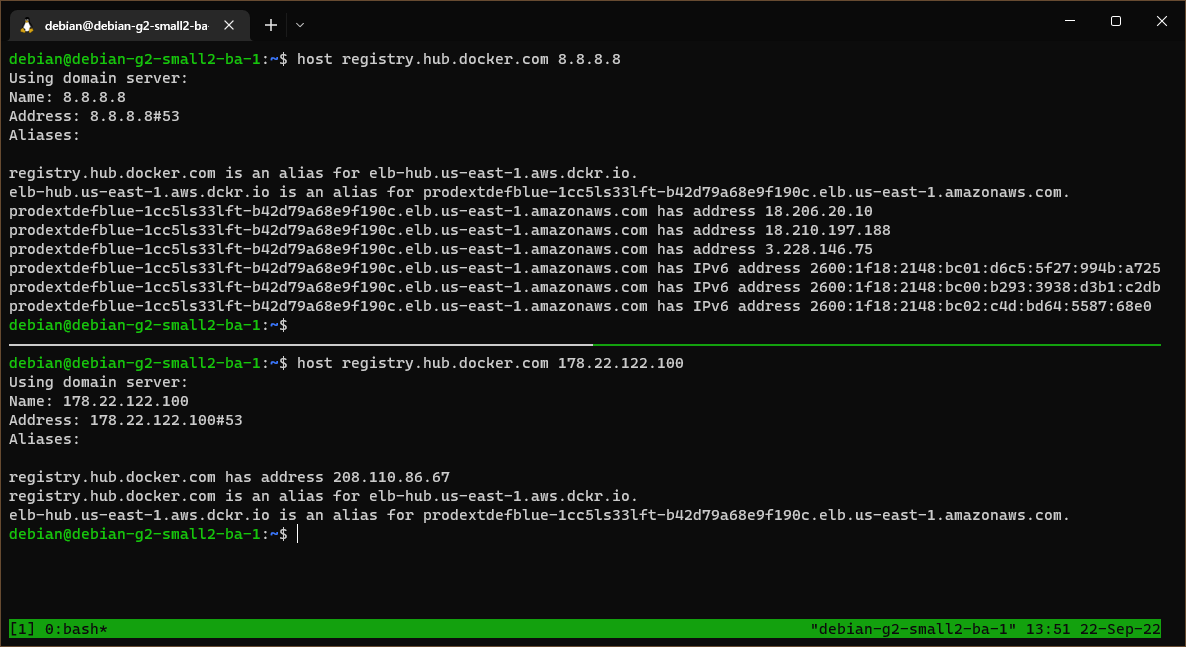 debian@debian-g2-small2-ba-
debian@debian-g2-small2-ba-1:~$ host registry.hub.docker.com 8.8.8.8
Using domain server:
Name: 8.8.8.8
Address: 8.8.8.8#53
Aliases:
registry.hub.docker.com is an alias for elb-hub.us-east-1.aws.dckr.io.
elb-hub.us-east-1.aws.dckr.io is an alias for prodextdefblue-1cc5ls33lft-b42d79a68e9f190c.elb.us-east-1.amazonaws.com.
prodextdefblue-1cc5ls33lft-b42d79a68e9f190c.elb.us-east-1.amazonaws.com has address 18.206.20.10
prodextdefblue-1cc5ls33lft-b42d79a68e9f190c.elb.us-east-1.amazonaws.com has address 18.210.197.188
prodextdefblue-1cc5ls33lft-b42d79a68e9f190c.elb.us-east-1.amazonaws.com has address 3.228.146.75
prodextdefblue-1cc5ls33lft-b42d79a68e9f190c.elb.us-east-1.amazonaws.com has IPv6 address 2600:1f18:2148:bc01:d6c5:5f27:994b:a725
prodextdefblue-1cc5ls33lft-b42d79a68e9f190c.elb.us-east-1.amazonaws.com has IPv6 address 2600:1f18:2148:bc00:b293:3938:d3b1:c2db
prodextdefblue-1cc5ls33lft-b42d79a68e9f190c.elb.us-east-1.amazonaws.com has IPv6 address 2600:1f18:2148:bc02:c4d:bd64:5587:68e0
debian@debian-g2-small2-ba-1:~$
debian@debian-g2-small2-ba-1:~$ host registry.hub.docker.com 178.22.122.100
Using domain server:
Name: 178.22.122.100
Address: 178.22.122.100#53
Aliases:
registry.hub.docker.com has address 208.110.86.67
registry.hub.docker.com is an alias for elb-hub.us-east-1.aws.dckr.io.
elb-hub.us-east-1.aws.dckr.io is an alias for prodextdefblue-1cc5ls33lft-b42d79a68e9f190c.elb.us-east-1.amazonaws.com.
debian@debian-g2-small2-ba-1:~$
[1] 0:bash* "debian-g2-small2-ba-1" 13:51 22-Sep-22